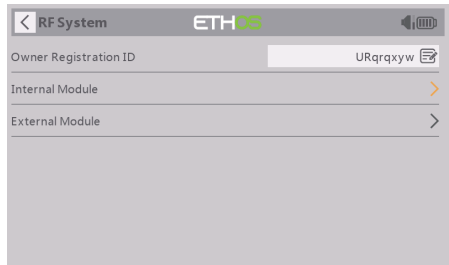 RF System ETHOS
Owner Registration ID URqrqxyw
Internal Module
External Module